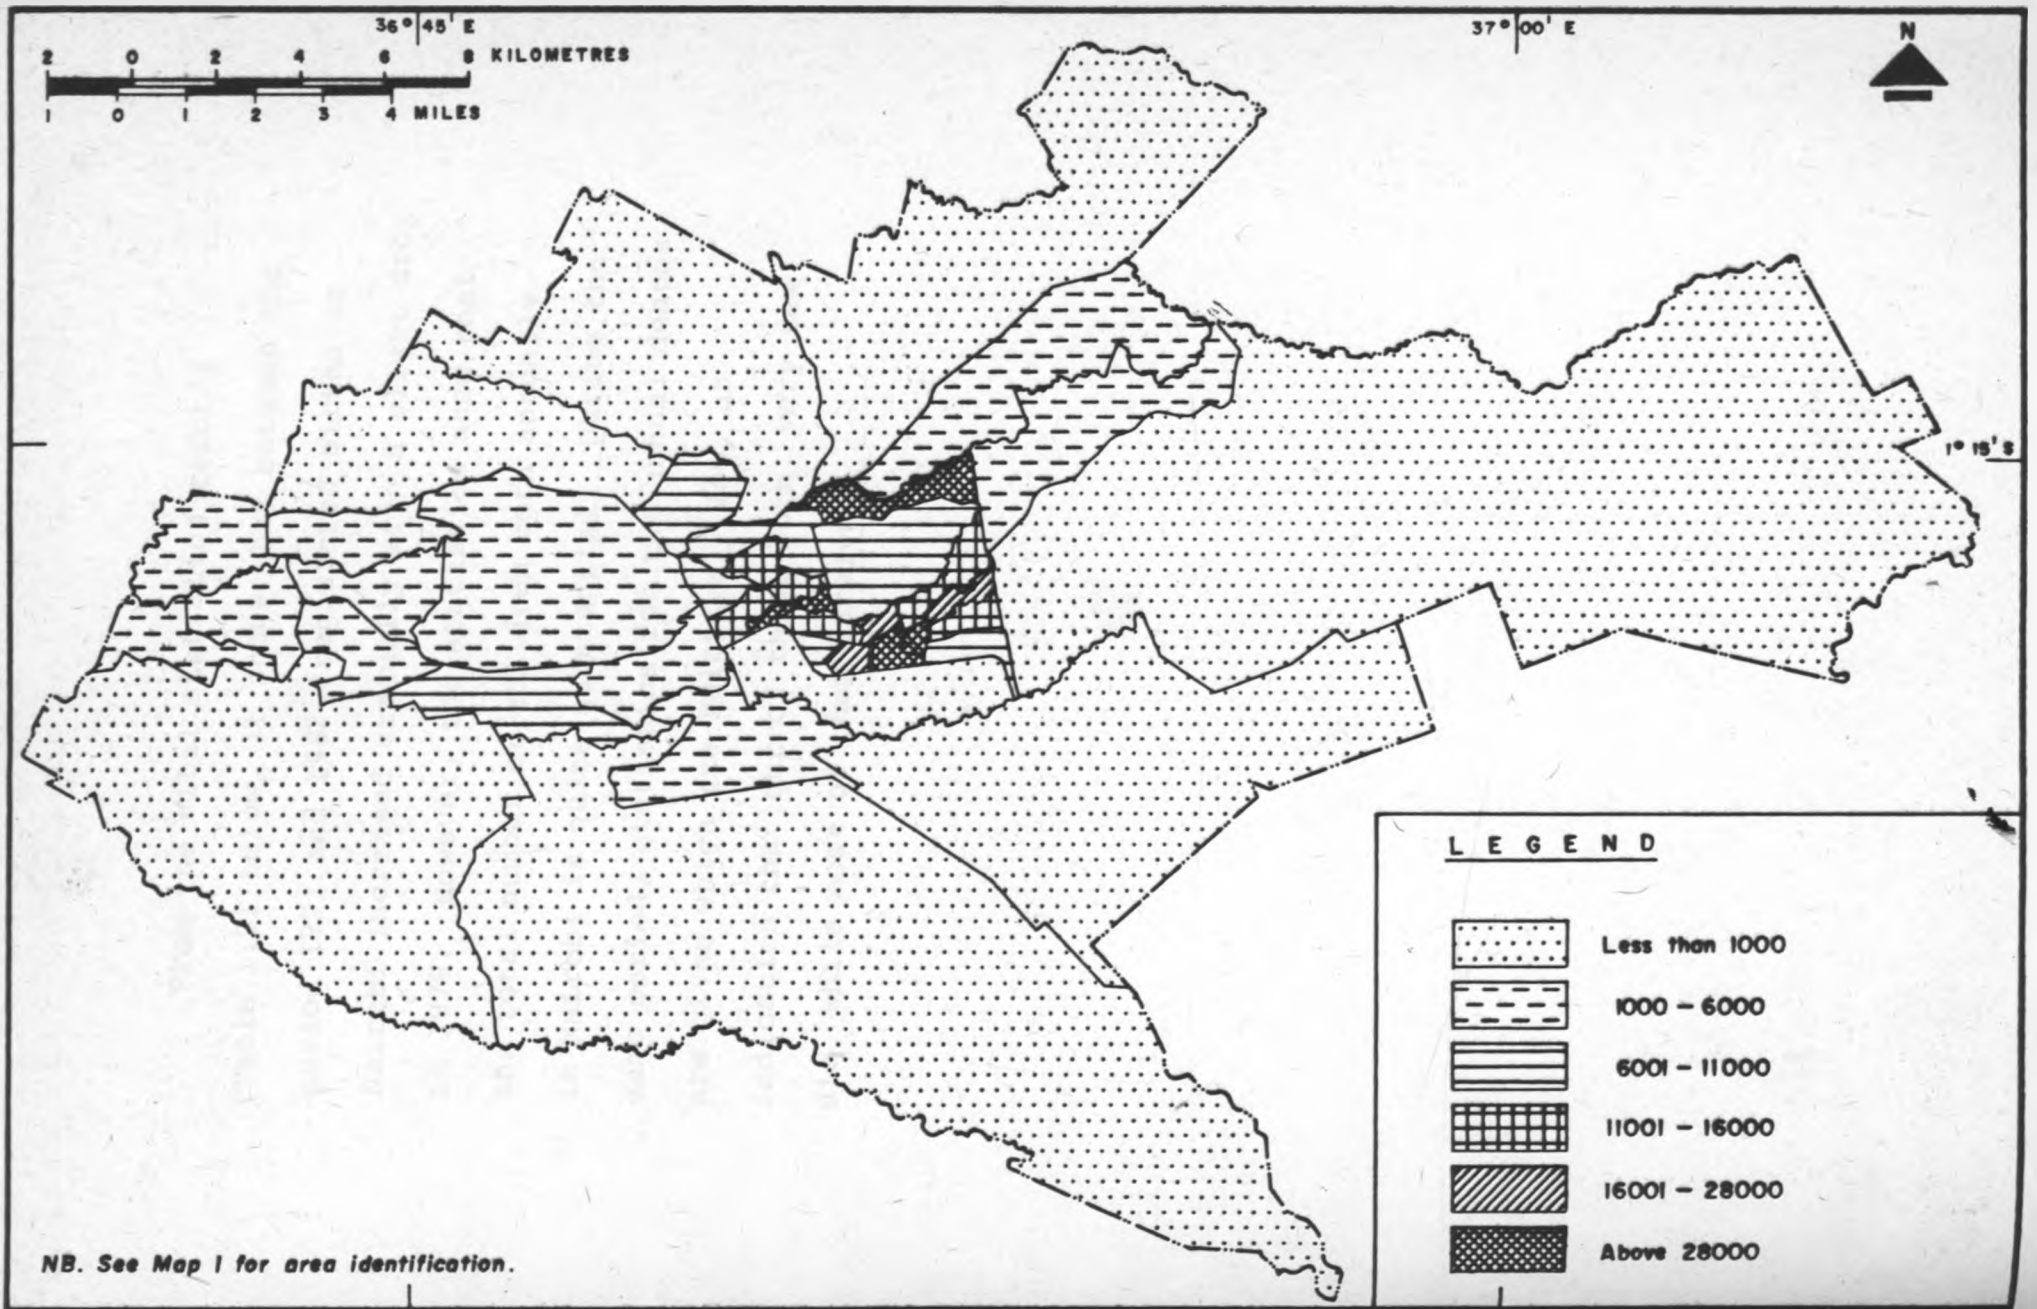 36° 45' E
37° 00' E
N
2 0 2 4 6 8 KILOMETRES
1 0 1 2 3 4 MILES
1° 15' S
LEGEND
Less than 1000
1000 - 6000
6001 - 11000
11001 - 16000
16001 - 28000
Above 28000
NB. See Map 1 for area identification.